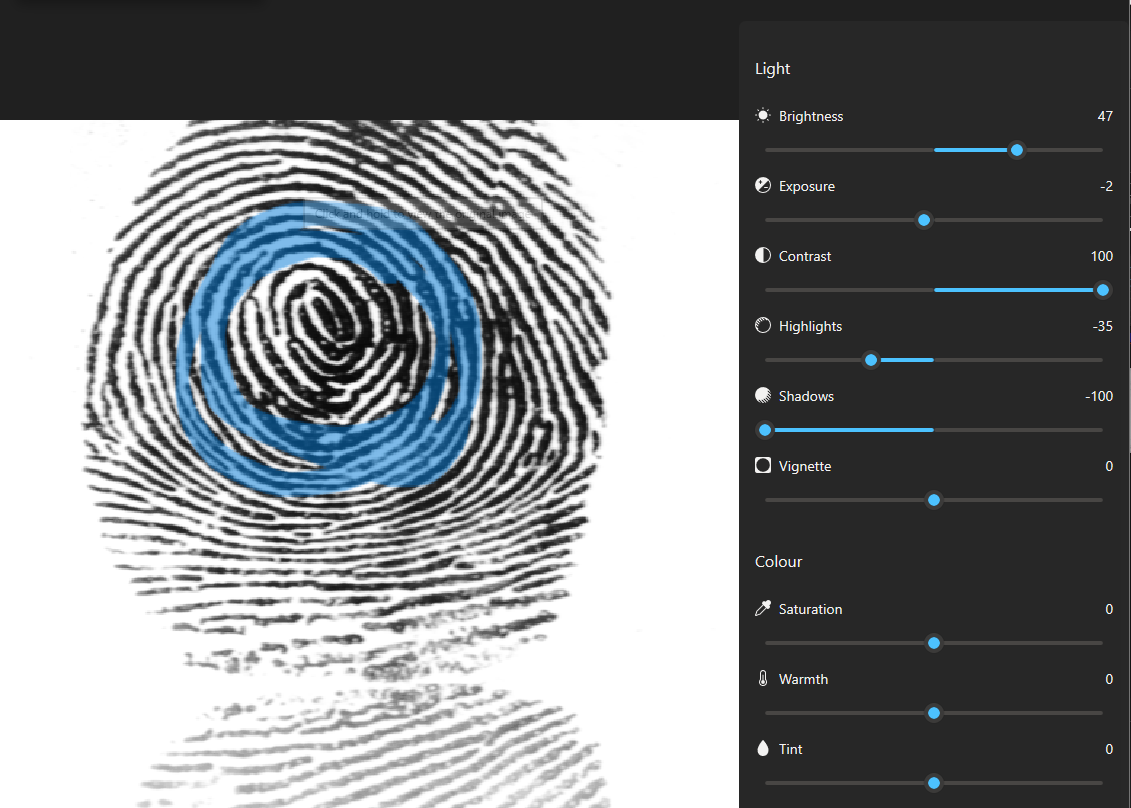 Light
Brightness 47
Exposure -2
Contrast 100
Highlights -35
Shadows -100
Vignette 0
Colour
Saturation 0
Warmth 0
Tint 0